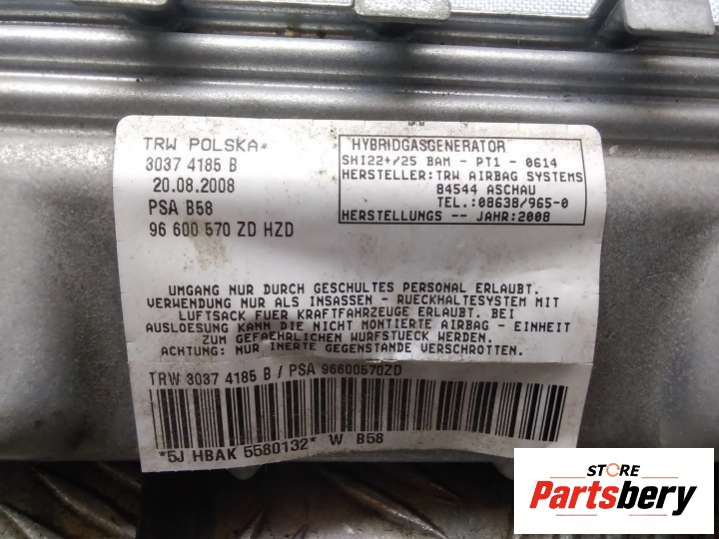 TRW POLSKA*
3037 4185 B
20.08.2008
PSA B58
96 600 570 ZD HZD
HYBRIDGASGENERATOR
SHI22+/25 BAM - PT1 - 0614
HERSTELLER:TRW AIRBAG SYSTEMS
84544 ASCHAU
TEL.:08638/965-0
HERSTELLUNGS -- JAHR:2008
UMGANG NUR DURCH GESCHULTES PERSONAL ERLAUBT.
VERWENDUNG NUR ALS INSASSEN - RUECKHALTESYSTEM MIT
LUFTSACK FUER KRAFTFAHRZEUGE ERLAUBT. BEI
AUSLOESUNG KANN DIE NICHT MONTIERTE AIRBAG - EINHEIT
ZUM GEFAEHRLICHEN WURFSTUECK WERDEN.
ACHTUNG: NUR INERTE GEGENSTANDE VERSCHROTTEN.
TRW 3037 4185 B / PSA 96600570ZD
*5J HBAK 5580132* W B58
STORE
Partsbery